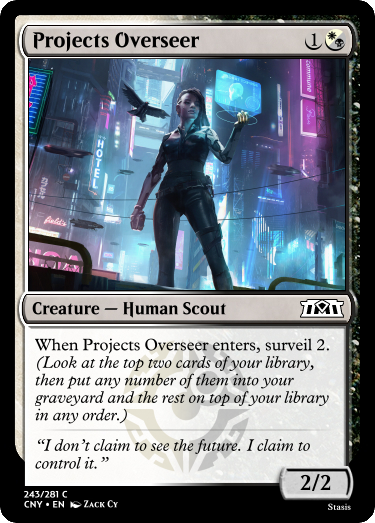 Projects Overseer 1
HOTEL
commune
field's
Creature — Human Scout
When Projects Overseer enters, surveil 2.
(Look at the top two cards of your library,
then put any number of them into your
graveyard and the rest on top of your library
in any order.)
“I don't claim to see the future. I claim to
control it.”
2/2
243/281 C
CNY • EN Zack Cy
Stasis